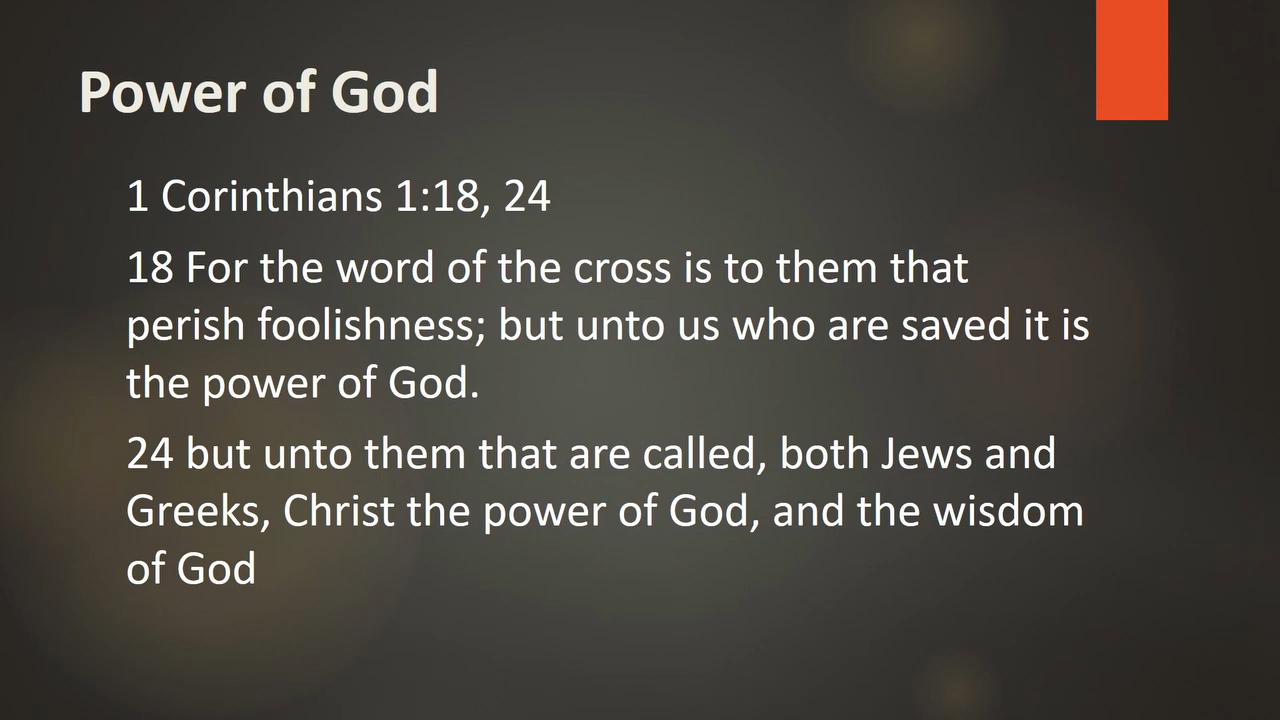 Power of God
1 Corinthians 1:18, 24
18 For the word of the cross is to them that
perish foolishness; but unto us who are saved it is
the power of God.
24 but unto them that are called, both Jews and
Greeks, Christ the power of God, and the wisdom
of God